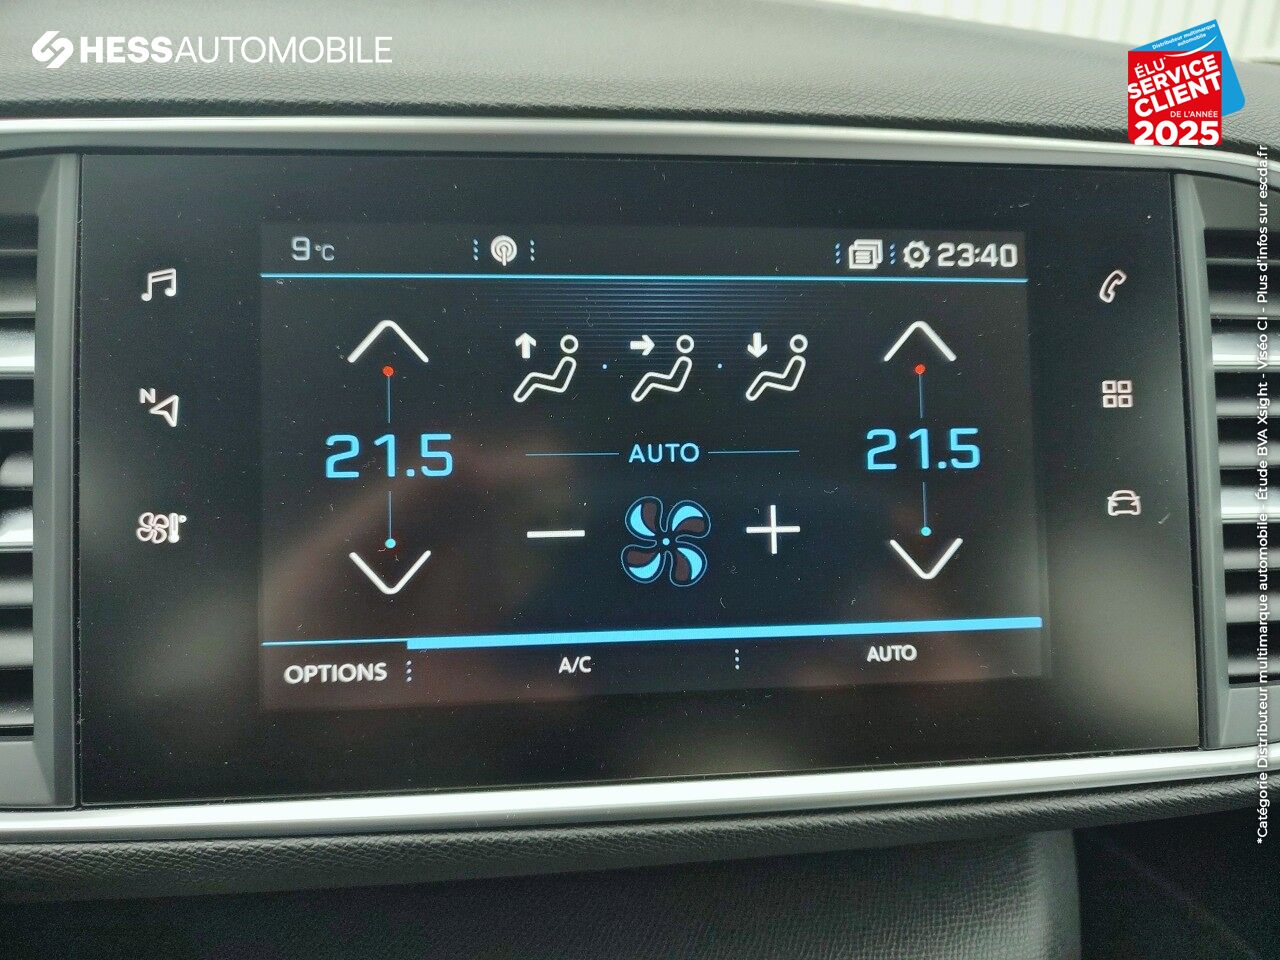 HESSAUTOMOBILE
Distributeur multimarque
automobile*
ÉLU
SERVICE
CLIENT
DE L'ANNÉE
2025
9°C
23:40
N
21.5
21.5
AUTO
OPTIONS
A/C
AUTO
*Catégorie Distributeur multimarque automobile - Étude BVA Xsight - Viséo CI - Plus d'infos sur escda.fr